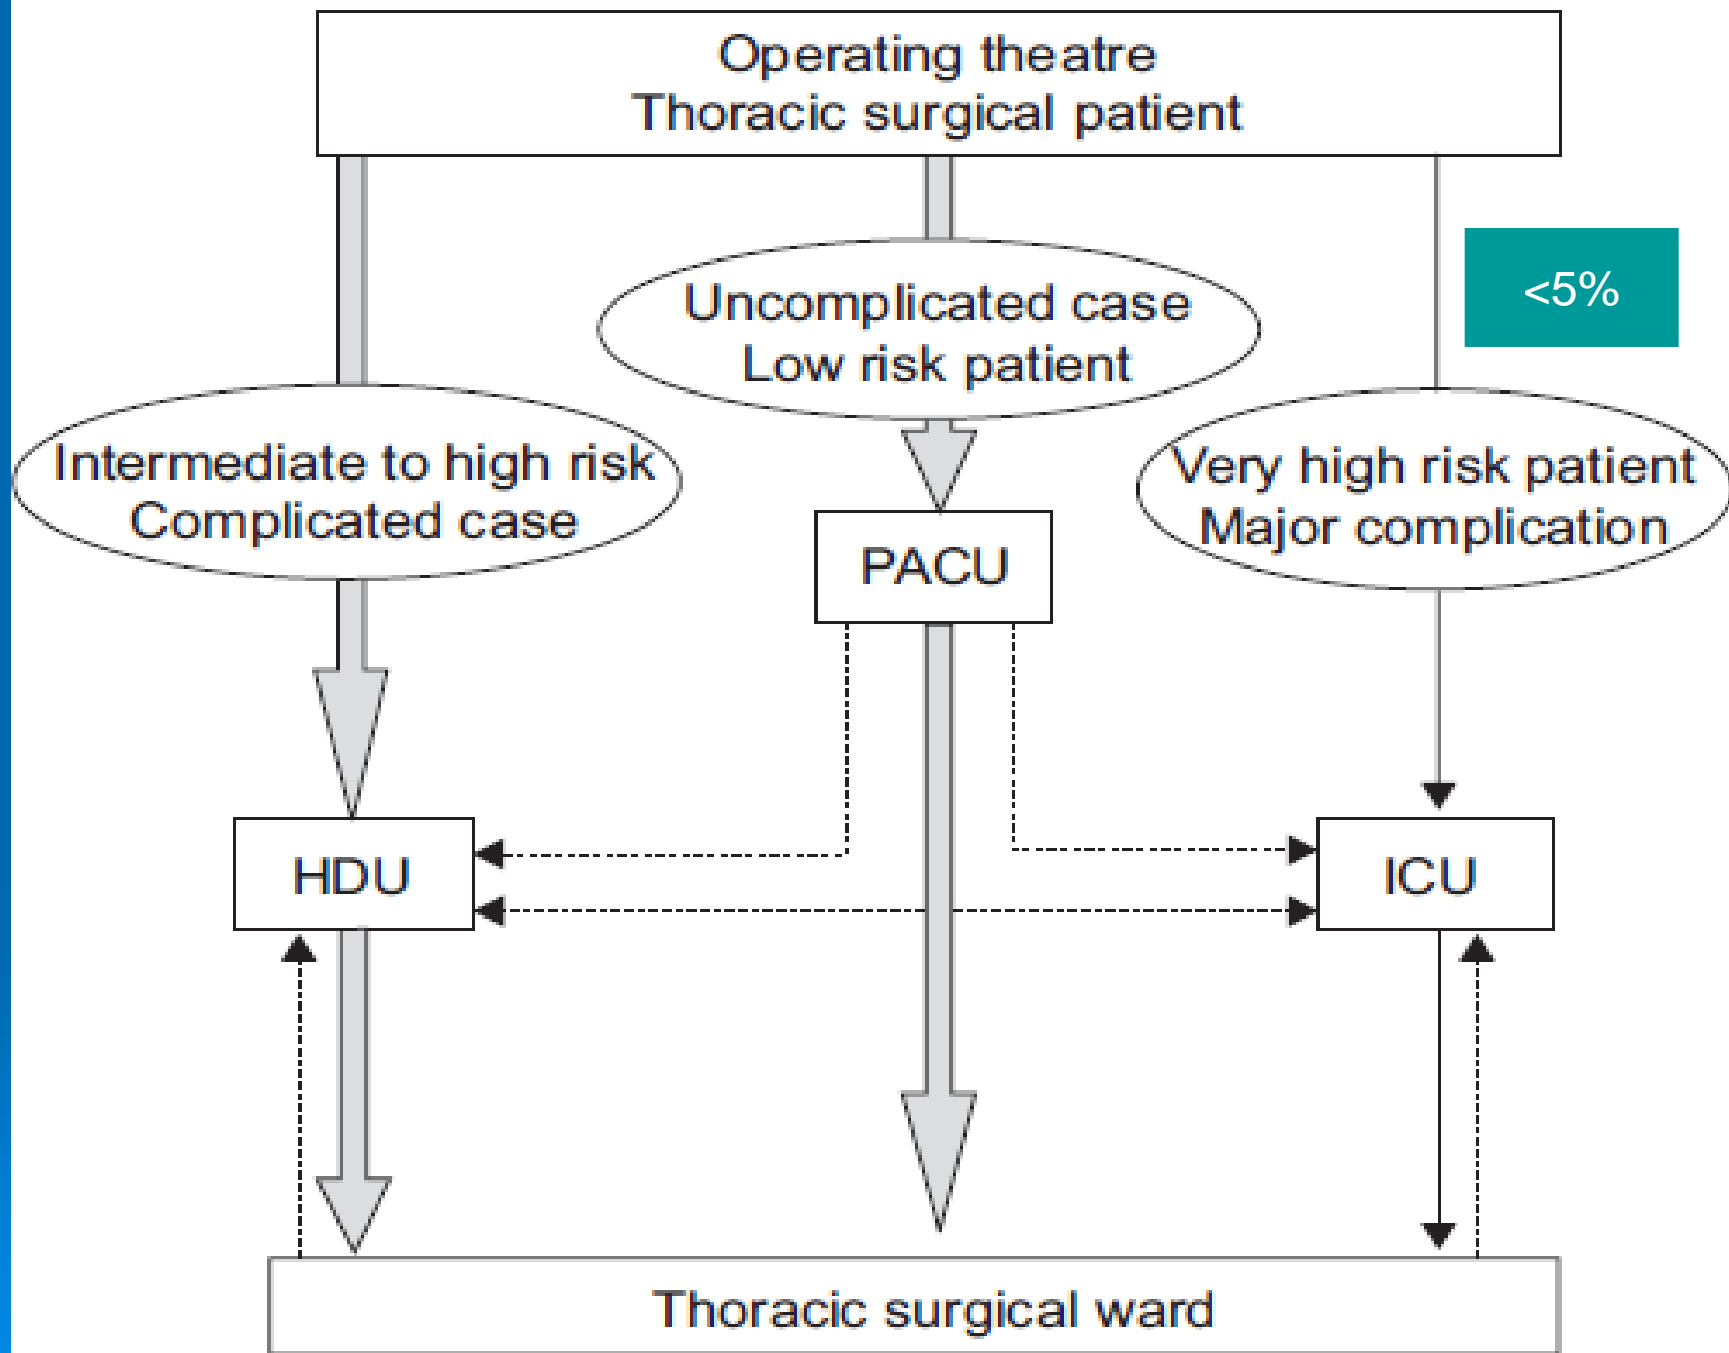 Operating theatre
Thoracic surgical patient
<5%
Uncomplicated case
Low risk patient
Intermediate to high risk
Complicated case
Very high risk patient
Major complication
PACU
HDU
ICU
Thoracic surgical ward